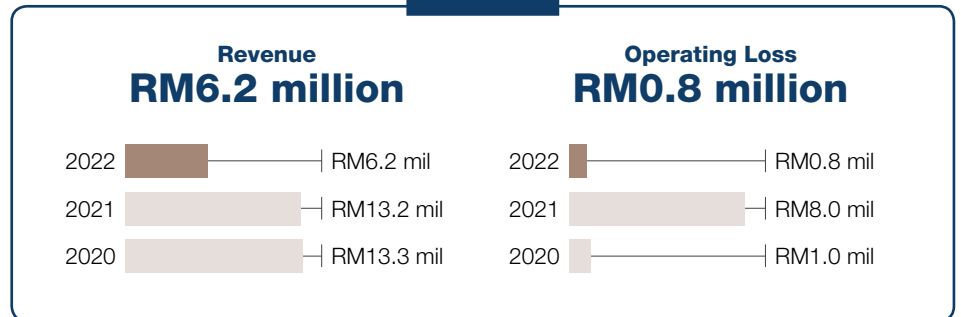 Revenue
RM6.2 million
2022 RM6.2 mil
2021 RM13.2 mil
2020 RM13.3 mil
Operating Loss
RM0.8 million
2022 RM0.8 mil
2021 RM8.0 mil
2020 RM1.0 mil